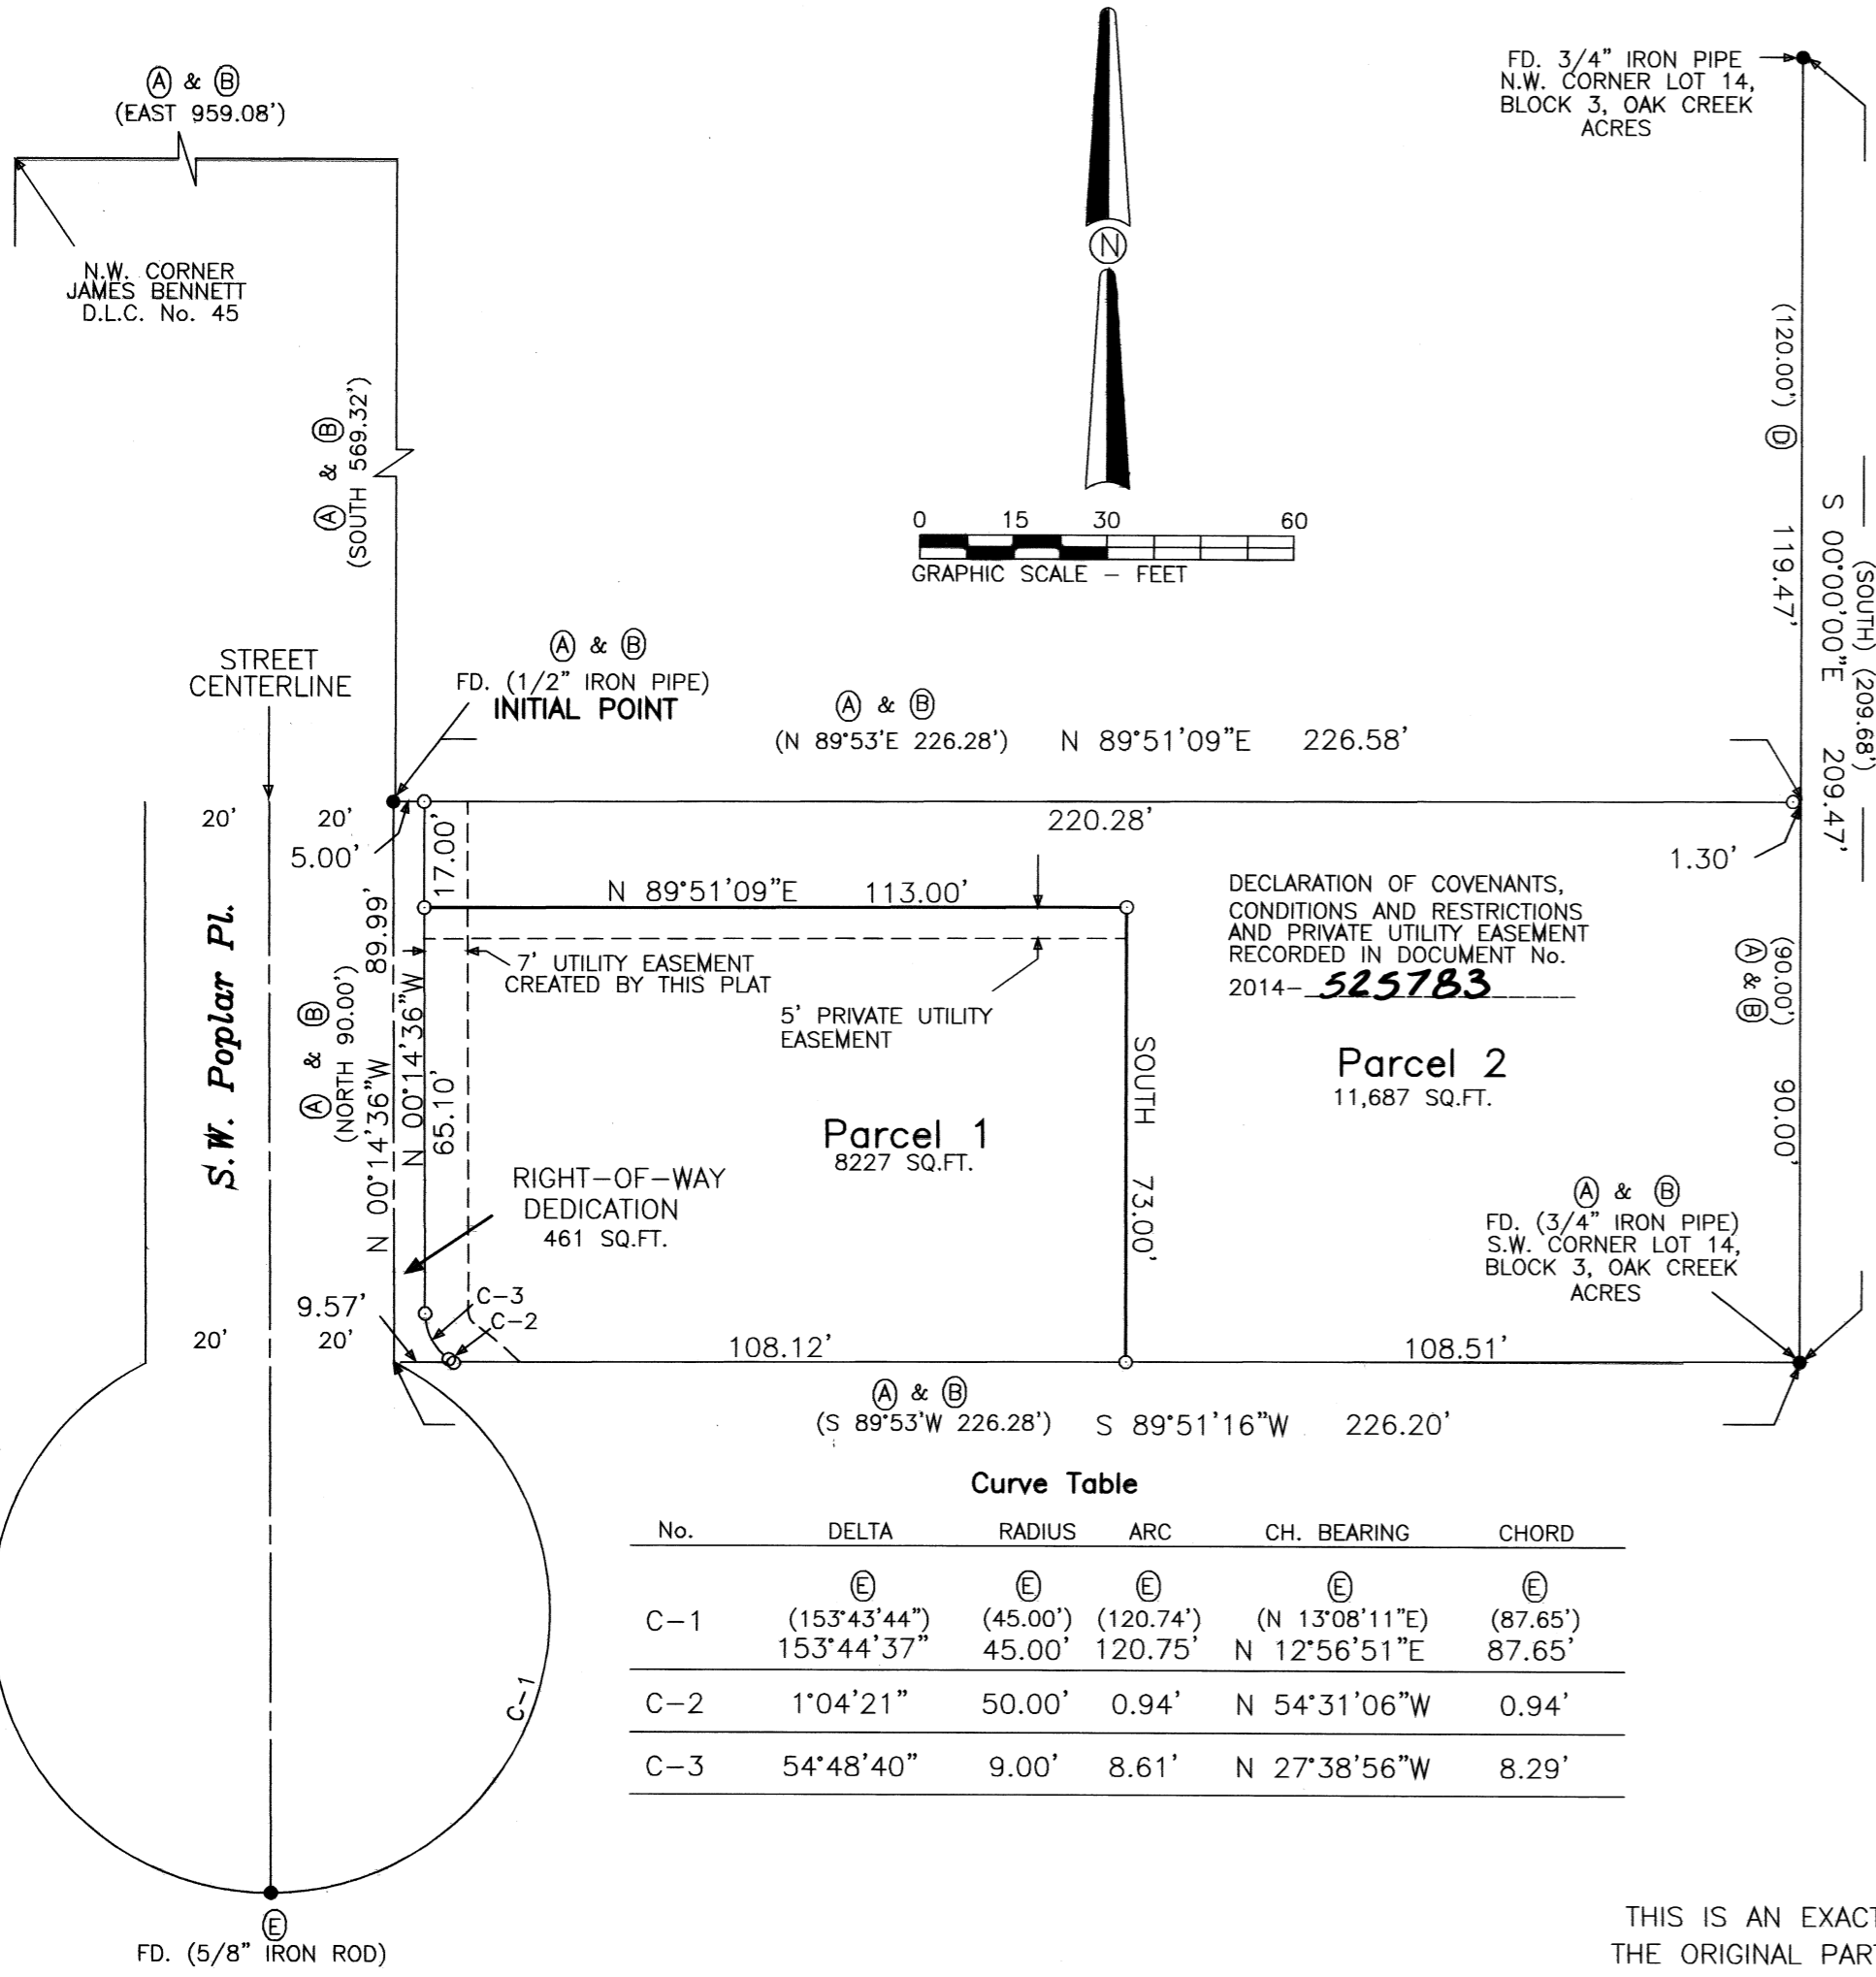 Ⓐ & Ⓑ
(EAST 959.08')
N.W. CORNER
JAMES BENNETT
D.L.C. No. 45
Ⓐ & Ⓑ
(SOUTH 569.32')
N
FD. 3/4" IRON PIPE
N.W. CORNER LOT 14,
BLOCK 3, OAK CREEK
ACRES
(120.00') Ⓓ
119.47'
S 00°00'00"E 209.47'
(SOUTH) (209.68')
0 15 30 60
GRAPHIC SCALE – FEET
STREET
CENTERLINE
Ⓐ & Ⓑ
FD. (1/2" IRON PIPE)
INITIAL POINT
Ⓐ & Ⓑ
(N 89°53'E 226.28') N 89°51'09"E 226.58'
20' 20'
5.00'
17.00'
220.28'
1.30'
N 89°51'09"E 113.00'
7' UTILITY EASEMENT
CREATED BY THIS PLAT
5' PRIVATE UTILITY
EASEMENT
DECLARATION OF COVENANTS,
CONDITIONS AND RESTRICTIONS
AND PRIVATE UTILITY EASEMENT
RECORDED IN DOCUMENT No.
2014- 525783
S.W. Poplar Pl.
Ⓐ & Ⓑ
(NORTH 90.00')
N 00°14'36"W 89.99'
N 00°14'36"W
65.10'
Parcel 1
8227 SQ.FT.
SOUTH 73.00'
Parcel 2
11,687 SQ.FT.
(90.00')
Ⓐ & Ⓑ
90.00'
RIGHT-OF-WAY
DEDICATION
461 SQ.FT.
Ⓐ & Ⓑ
FD. (3/4" IRON PIPE)
S.W. CORNER LOT 14,
BLOCK 3, OAK CREEK
ACRES
9.57'
C-3
C-2
20' 20'
108.12'
108.51'
Ⓐ & Ⓑ
(S 89°53'W 226.28') S 89°51'16"W 226.20'
C-1
Curve Table
No. DELTA RADIUS ARC CH. BEARING CHORD
Ⓔ Ⓔ Ⓔ Ⓔ Ⓔ
(153°43'44") (45.00') (120.74') (N 13°08'11"E) (87.65')
C-1 153°44'37" 45.00' 120.75' N 12°56'51"E 87.65'
C-2 1°04'21" 50.00' 0.94' N 54°31'06"W 0.94'
C-3 54°48'40" 9.00' 8.61' N 27°38'56"W 8.29'
Ⓔ
FD. (5/8" IRON ROD)
THIS IS AN EXACT
THE ORIGINAL PART